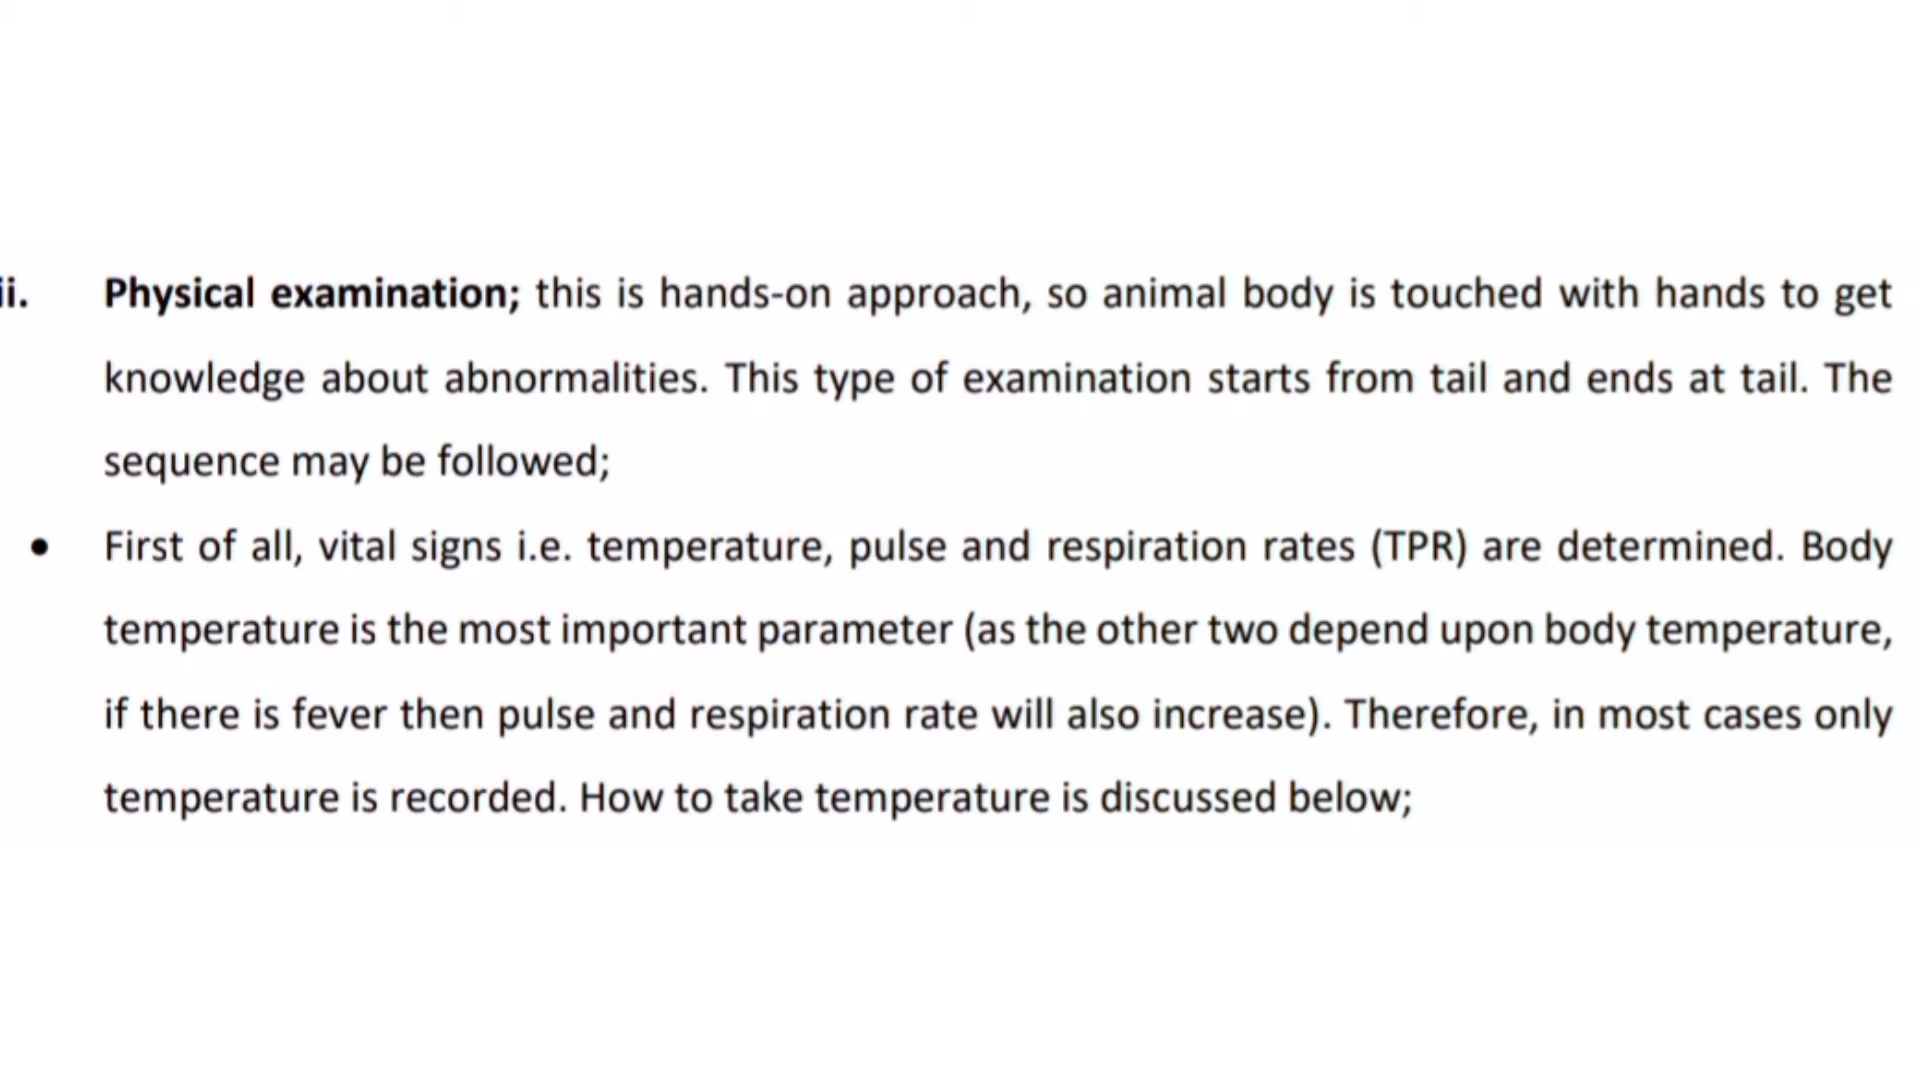 ii. Physical examination; this is hands-on approach, so animal body is touched with hands to get
knowledge about abnormalities. This type of examination starts from tail and ends at tail. The
sequence may be followed;
• First of all, vital signs i.e. temperature, pulse and respiration rates (TPR) are determined. Body
temperature is the most important parameter (as the other two depend upon body temperature,
if there is fever then pulse and respiration rate will also increase). Therefore, in most cases only
temperature is recorded. How to take temperature is discussed below;